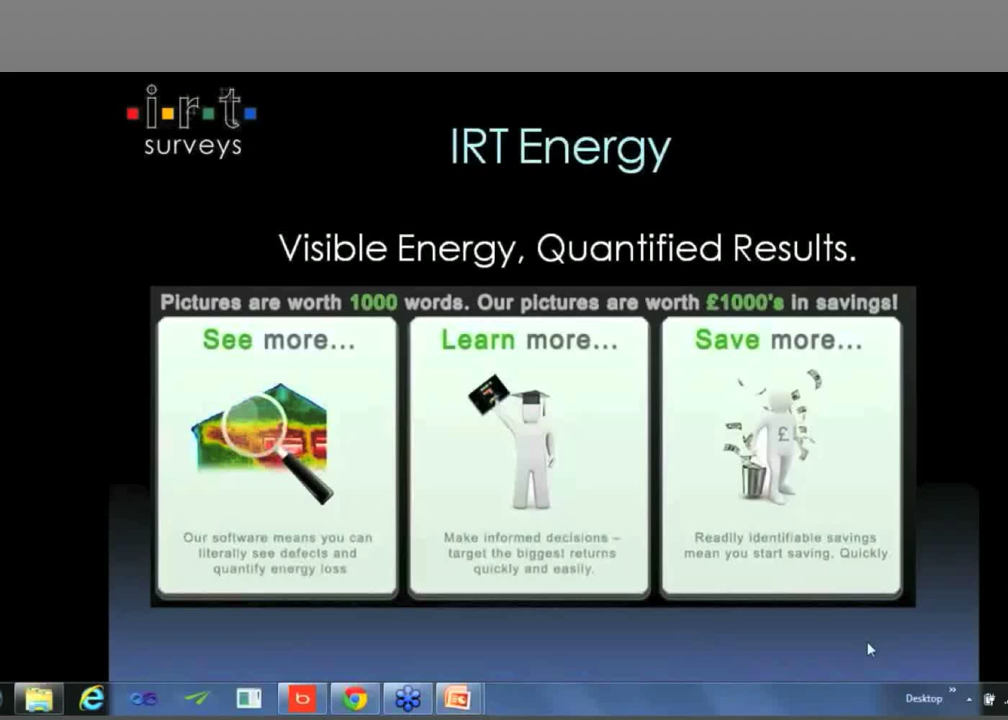 i.r.t
surveys
IRT Energy
Visible Energy, Quantified Results.
Pictures are worth 1000 words. Our pictures are worth £1000's in savings!
See more...
Our software means you can
literally see defects and
quantify energy loss
Learn more...
Make informed decisions –
target the biggest returns
quickly and easily.
Save more...
£
Readily identifiable savings
mean you start saving. Quickly
Desktop